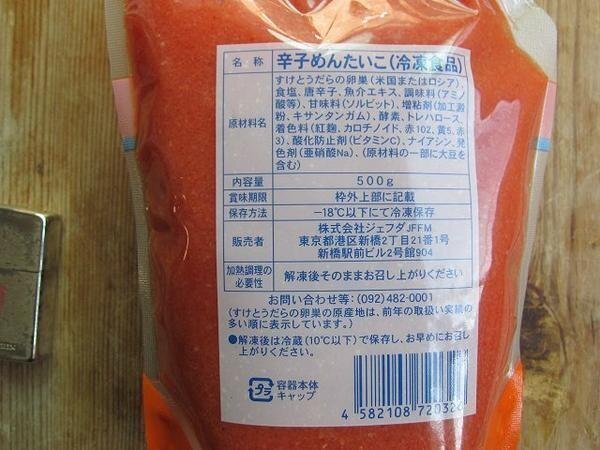 名称 辛子めんたいこ(冷凍食品)
原材料名 すけとうだらの卵巣(米国またはロシア)、
食塩、唐辛子、魚介エキス、調味料(アミノ
酸等)、甘味料(ソルビット)、増粘剤(加工澱
粉、キサンタンガム)、酵素、トレハロース、
着色料(紅麹、カロチノイド、赤102、黄5、赤
3)、酸化防止剤(ビタミンC)、ナイアシン、発
色剤(亜硝酸Na)、(原材料の一部に大豆を
含む)
内容量 500g
賞味期限 枠外上部に記載
保存方法 −18℃以下にて冷凍保存
販売者 株式会社ジェフダJFFM
東京都港区新橋2丁目21番1号
新橋駅前ビル2号館904
加熱調理の
必要性 解凍後そのままお召し上がりください
お問い合わせ等:(092)482-0001
(すけとうだらの卵巣の原産地は、前年の取扱い実績の
多い順に表示しています。)
●解凍後は冷蔵(10℃以下)で保存し、お早めにお召し
上がりください。
プラ
容器本体
キャップ
4 582108 720326